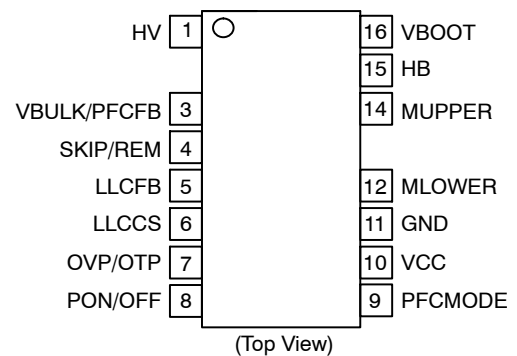 HV 1 16 VBOOT
15 HB
VBULK/PFCFB 3 14 MUPPER
SKIP/REM 4
LLCFB 5 12 MLOWER
LLCCS 6 11 GND
OVP/OTP 7 10 VCC
PON/OFF 8 9 PFCMODE
(Top View)